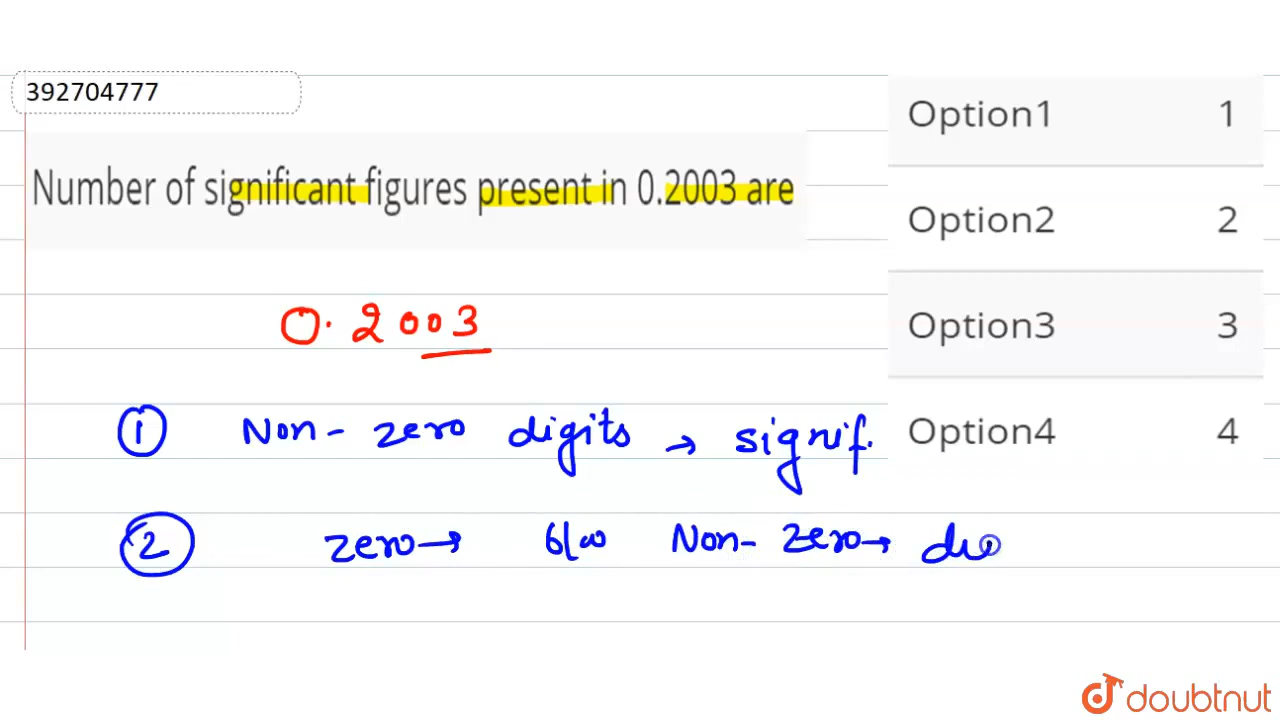 392704777
Number of significant figures present in 0.2003 are
Option1 1
Option2 2
Option3 3
Option4 4
0.2003
① Non-zero digits → signif.
② zero → b/w Non-zero →
doubtnut